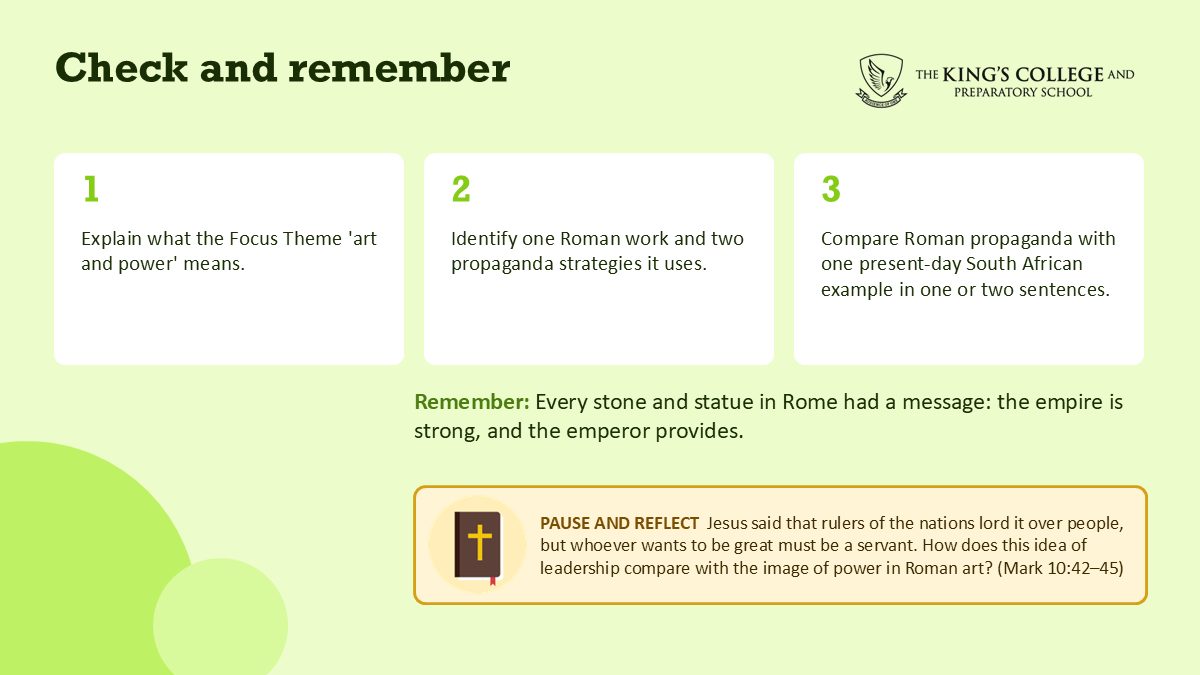 Check and remember
THE KING'S COLLEGE AND
PREPARATORY SCHOOL
1
Explain what the Focus Theme 'art
and power' means.
2
Identify one Roman work and two
propaganda strategies it uses.
3
Compare Roman propaganda with
one present-day South African
example in one or two sentences.
Remember: Every stone and statue in Rome had a message: the empire is
strong, and the emperor provides.
PAUSE AND REFLECT Jesus said that rulers of the nations lord it over people,
but whoever wants to be great must be a servant. How does this idea of
leadership compare with the image of power in Roman art? (Mark 10:42–45)